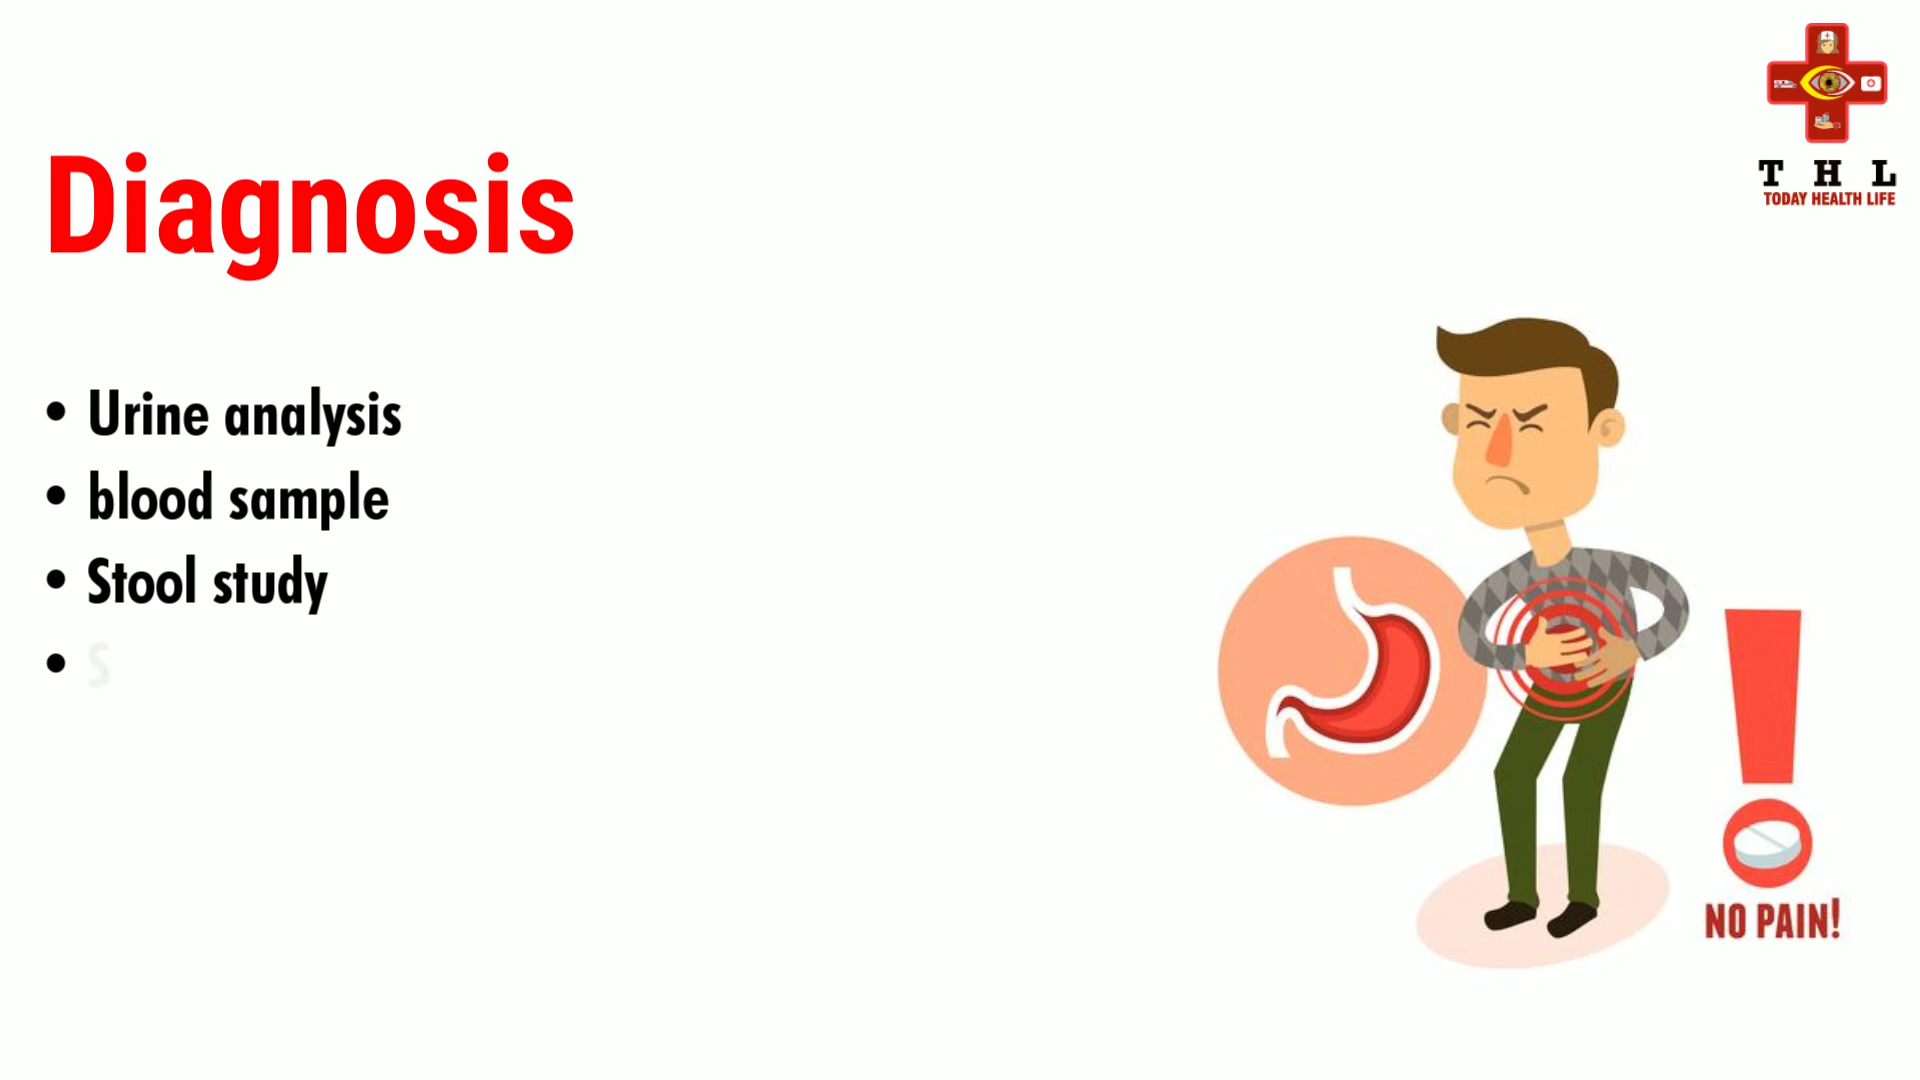 T H L
TODAY HEALTH LIFE
Diagnosis
• Urine analysis
• blood sample
• Stool study
• S
NO PAIN!